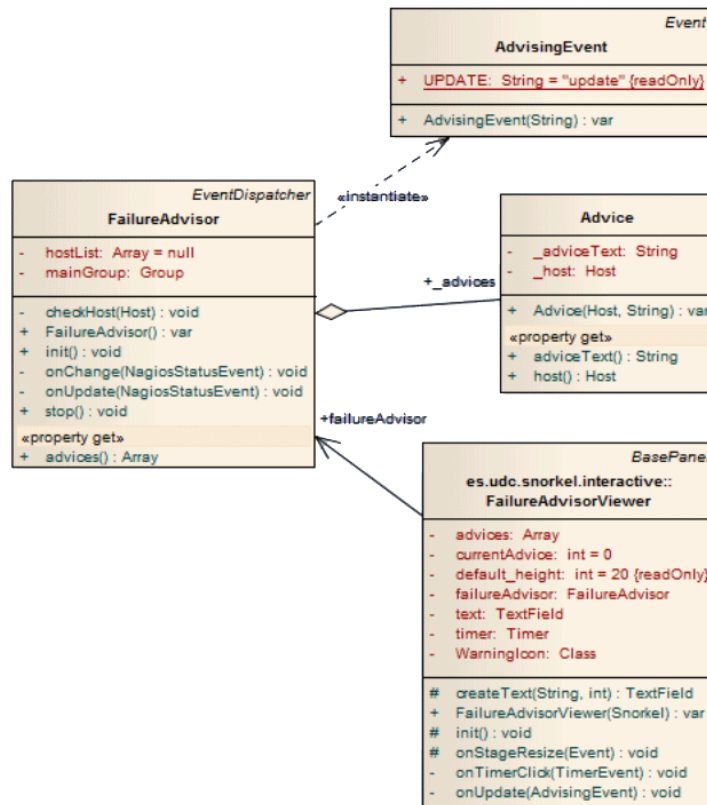 Event
AdvisingEvent
+ UPDATE: String = "update" {readOnly}
+ AdvisingEvent(String) : var
«instantiate»
EventDispatcher
FailureAdvisor
- hostList: Array = null
- mainGroup: Group
- checkHost(Host) : void
+ FailureAdvisor() : var
+ init() : void
- onChange(NagiosStatusEvent) : void
- onUpdate(NagiosStatusEvent) : void
+ stop() : void
«property get»
+ advices() : Array
+_advices
Advice
- _adviceText: String
- _host: Host
+ Advice(Host, String) : var
«property get»
+ adviceText() : String
+ host() : Host
+failureAdvisor
BasePanel
es.udc.snorkel.interactive::
FailureAdvisorViewer
- advices: Array
- currentAdvice: int = 0
- default_height: int = 20 {readOnly}
- failureAdvisor: FailureAdvisor
- text: TextField
- timer: Timer
- WarningIcon: Class
# createText(String, int) : TextField
+ FailureAdvisorViewer(Snorkel) : var
# init() : void
# onStageResize(Event) : void
- onTimerClick(TimerEvent) : void
- onUpdate(AdvisingEvent) : void